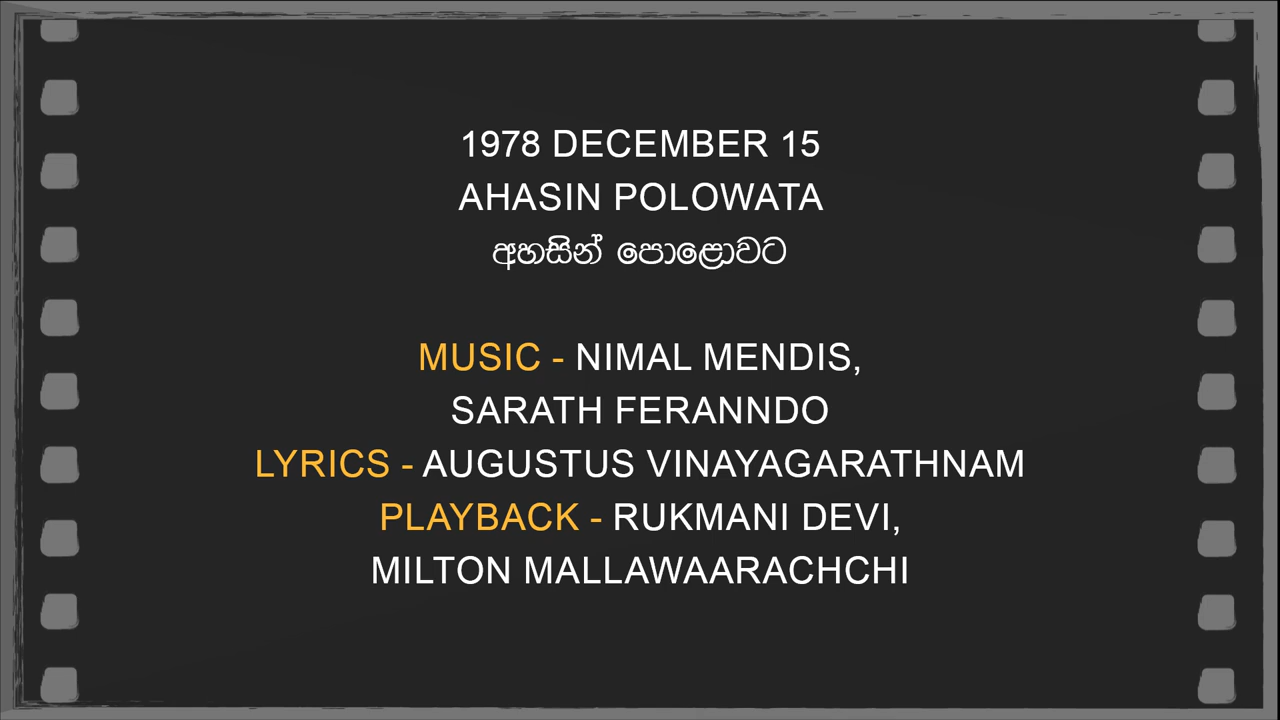 1978 DECEMBER 15
AHASIN POLOWATA
අහසින් පොළොවට
MUSIC - NIMAL MENDIS,
SARATH FERANNDO
LYRICS - AUGUSTUS VINAYAGARATHNAM
PLAYBACK - RUKMANI DEVI,
MILTON MALLAWAARACHCHI